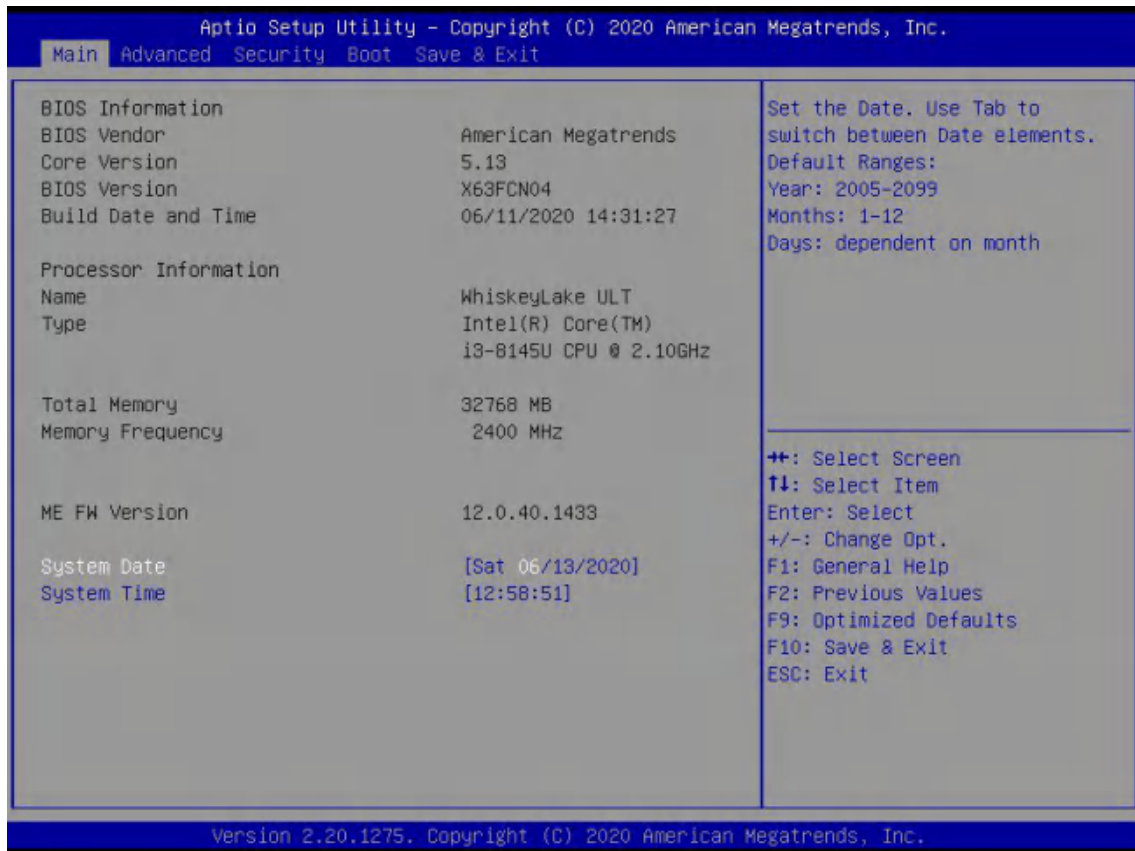 Aptio Setup Utility – Copyright (C) 2020 American Megatrends, Inc.
Main Advanced Security Boot Save & Exit
BIOS Information
BIOS Vendor American Megatrends
Core Version 5.13
BIOS Version X63FCN04
Build Date and Time 06/11/2020 14:31:27
Processor Information
Name WhiskeyLake ULT
Type Intel(R) Core(TM)
i3-8145U CPU @ 2.10GHz
Total Memory 32768 MB
Memory Frequency 2400 MHz
ME FW Version 12.0.40.1433
System Date [Sat 06/13/2020]
System Time [12:58:51]
Set the Date. Use Tab to
switch between Date elements.
Default Ranges:
Year: 2005-2099
Months: 1-12
Days: dependent on month
→←: Select Screen
↑↓: Select Item
Enter: Select
+/-: Change Opt.
F1: General Help
F2: Previous Values
F9: Optimized Defaults
F10: Save & Exit
ESC: Exit
Version 2.20.1275. Copyright (C) 2020 American Megatrends, Inc.